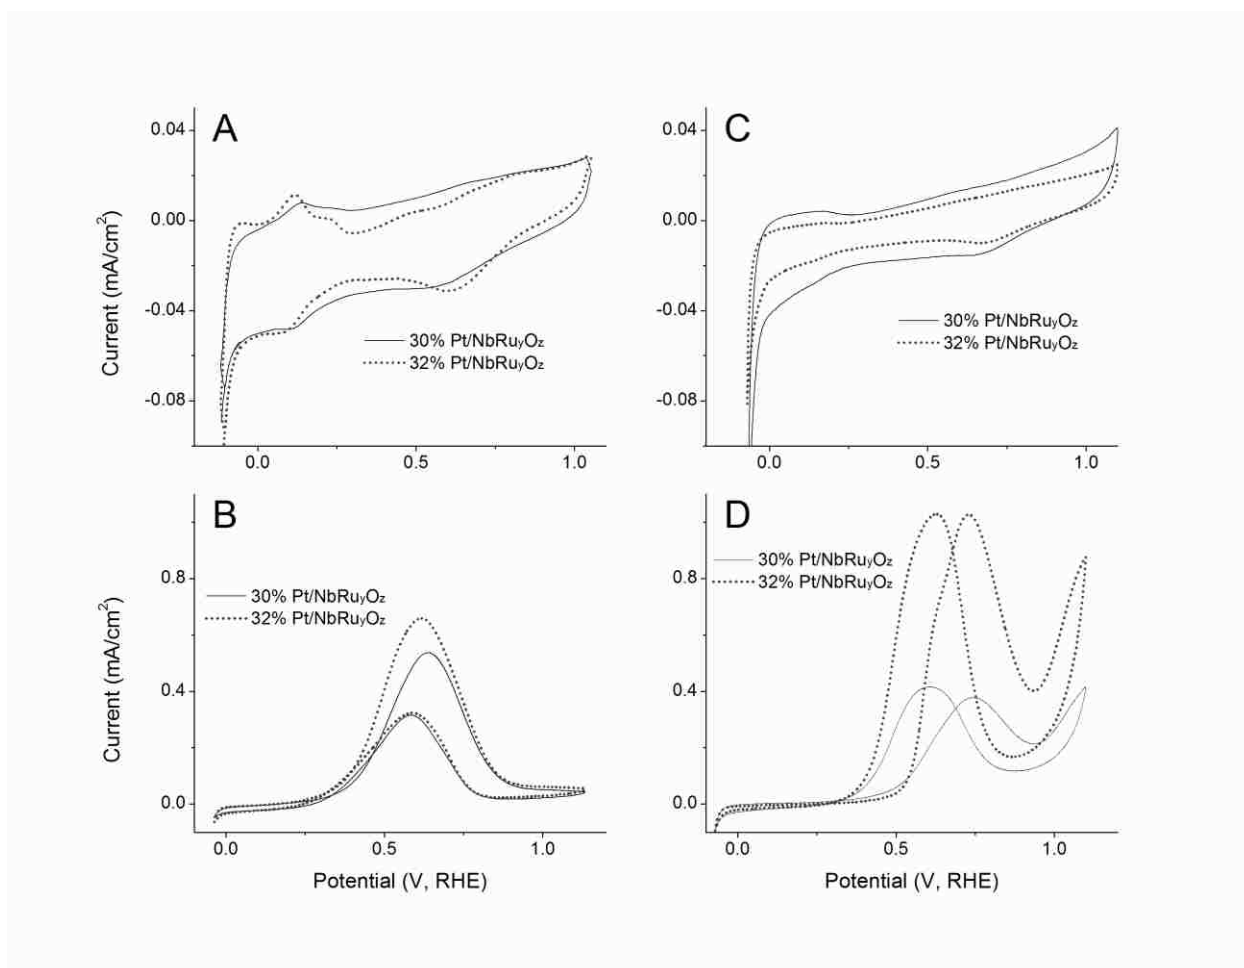 A
C
0.04
0.00
-0.04
-0.08
Current (mA/cm²)
30% Pt/NbRuyOz
32% Pt/NbRuyOz
0.0 0.5 1.0
0.04
0.00
-0.04
-0.08
30% Pt/NbRuyOz
32% Pt/NbRuyOz
0.0 0.5 1.0
B
D
0.8
0.4
0.0
Current (mA/cm²)
30% Pt/NbRuyOz
32% Pt/NbRuyOz
0.0 0.5 1.0
Potential (V, RHE)
0.8
0.4
0.0
30% Pt/NbRuyOz
32% Pt/NbRuyOz
0.0 0.5 1.0
Potential (V, RHE)